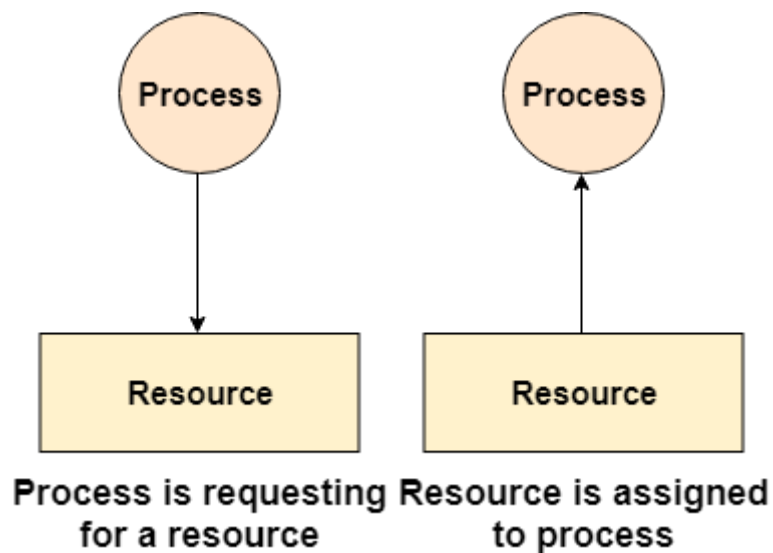 Process
Process
Resource
Resource
Process is requesting
for a resource
Resource is assigned
to process